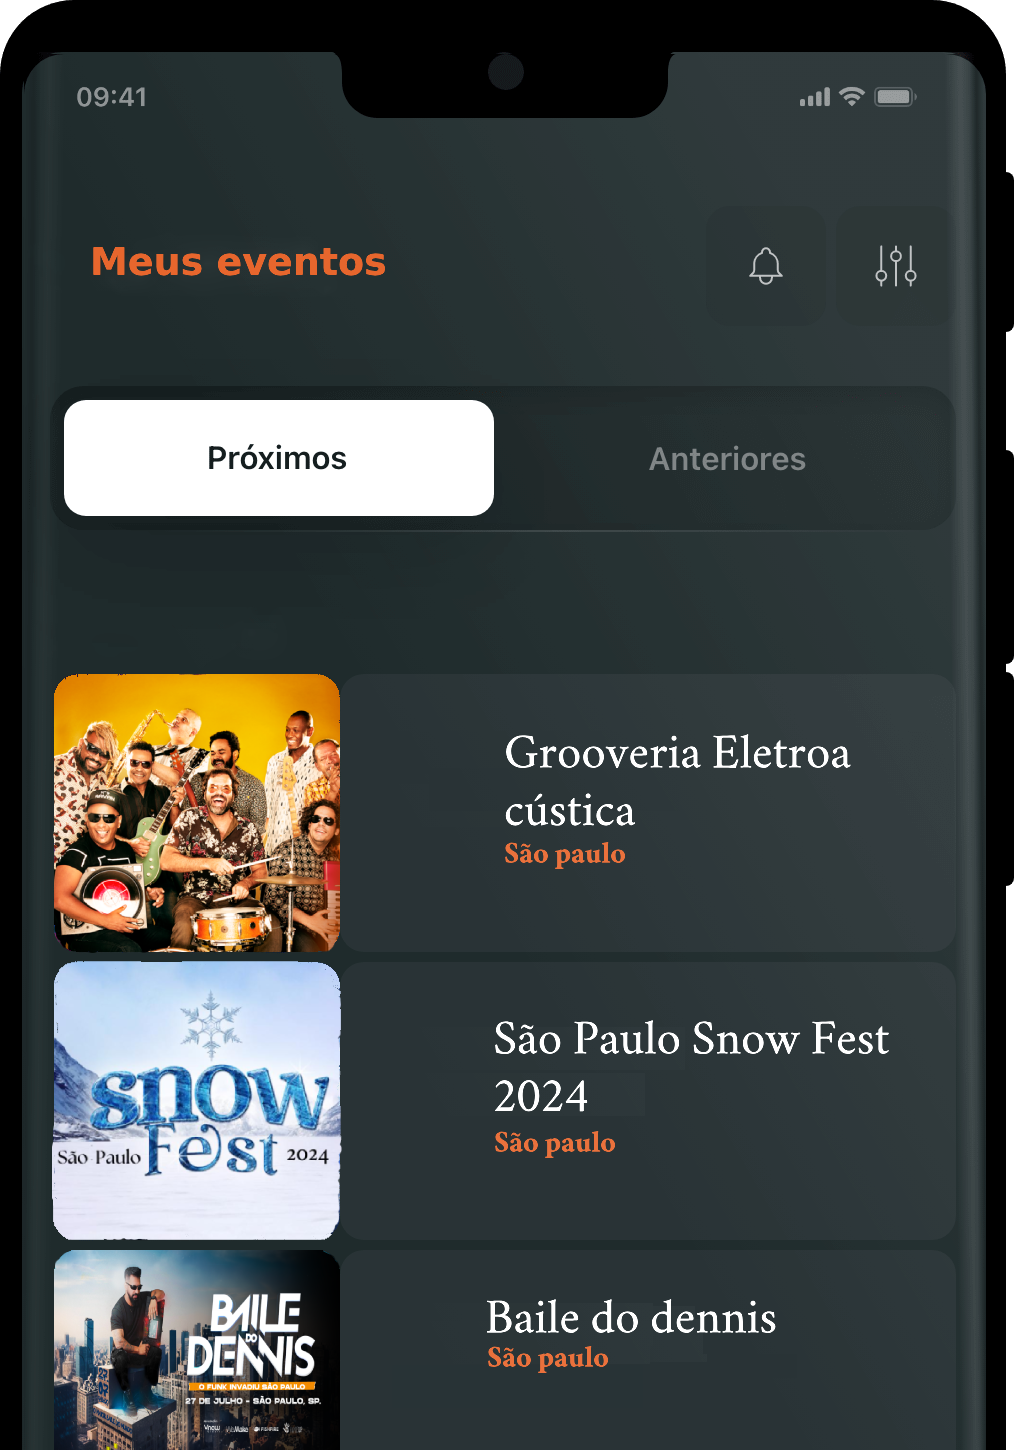 09:41
Meus eventos
Próximos
Anteriores
Grooveria Eletroa
cústica
São paulo
snow
Fest
São Paulo
2024
São Paulo Snow Fest
2024
São paulo
BAILE
DO
DENNIS
O FUNK INVADIU SÃO PAULO
27 DE JULHO - SÃO PAULO, SP.
Baile do dennis
São paulo